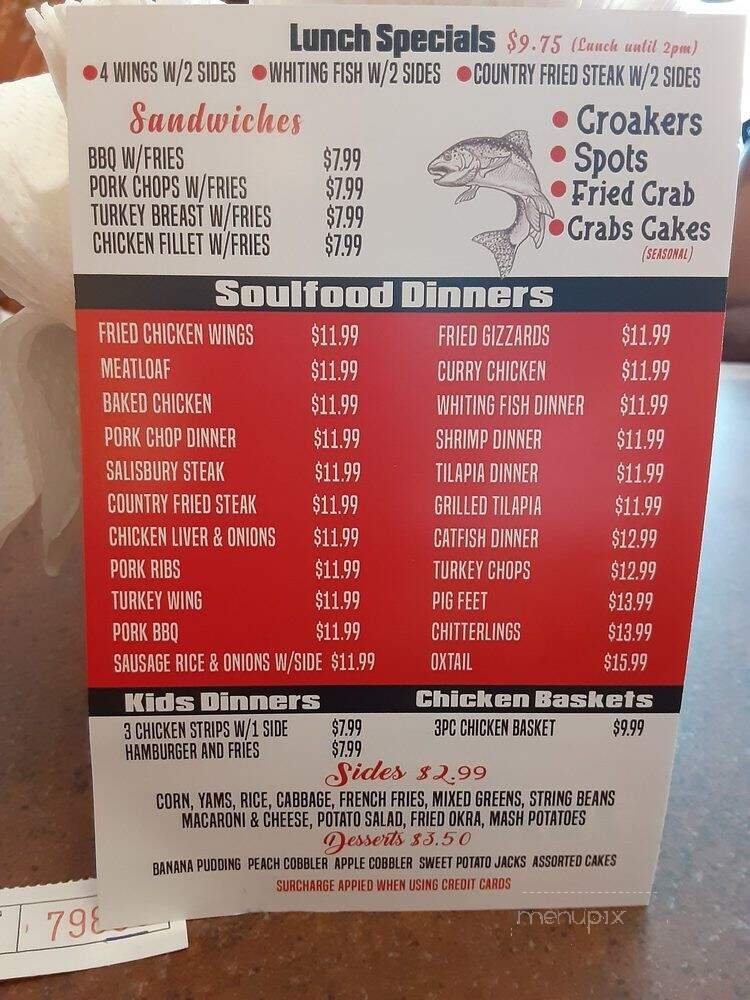 Lunch Specials $9.75 (Lunch until 2pm)
•4 WINGS W/2 SIDES •WHITING FISH W/2 SIDES •COUNTRY FRIED STEAK W/2 SIDES
Sandwiches
BBQ W/FRIES $7.99
PORK CHOPS W/FRIES $7.99
TURKEY BREAST W/FRIES $7.99
CHICKEN FILLET W/FRIES $7.99
• Croakers
• Spots
• Fried Crab
•Crabs Cakes
(SEASONAL)
Soulfood Dinners
FRIED CHICKEN WINGS $11.99
MEATLOAF $11.99
BAKED CHICKEN $11.99
PORK CHOP DINNER $11.99
SALISBURY STEAK $11.99
COUNTRY FRIED STEAK $11.99
CHICKEN LIVER & ONIONS $11.99
PORK RIBS $11.99
TURKEY WING $11.99
PORK BBQ $11.99
SAUSAGE RICE & ONIONS W/SIDE $11.99
FRIED GIZZARDS $11.99
CURRY CHICKEN $11.99
WHITING FISH DINNER $11.99
SHRIMP DINNER $11.99
TILAPIA DINNER $11.99
GRILLED TILAPIA $11.99
CATFISH DINNER $12.99
TURKEY CHOPS $12.99
PIG FEET $13.99
CHITTERLINGS $13.99
OXTAIL $15.99
Kids Dinners
3 CHICKEN STRIPS W/1 SIDE $7.99
HAMBURGER AND FRIES $7.99
Chicken Baskets
3PC CHICKEN BASKET $9.99
Sides $2.99
CORN, YAMS, RICE, CABBAGE, FRENCH FRIES, MIXED GREENS, STRING BEANS
MACARONI & CHEESE, POTATO SALAD, FRIED OKRA, MASH POTATOES
Desserts $3.50
BANANA PUDDING PEACH COBBLER APPLE COBBLER SWEET POTATO JACKS ASSORTED CAKES
SURCHARGE APPIED WHEN USING CREDIT CARDS
menupix